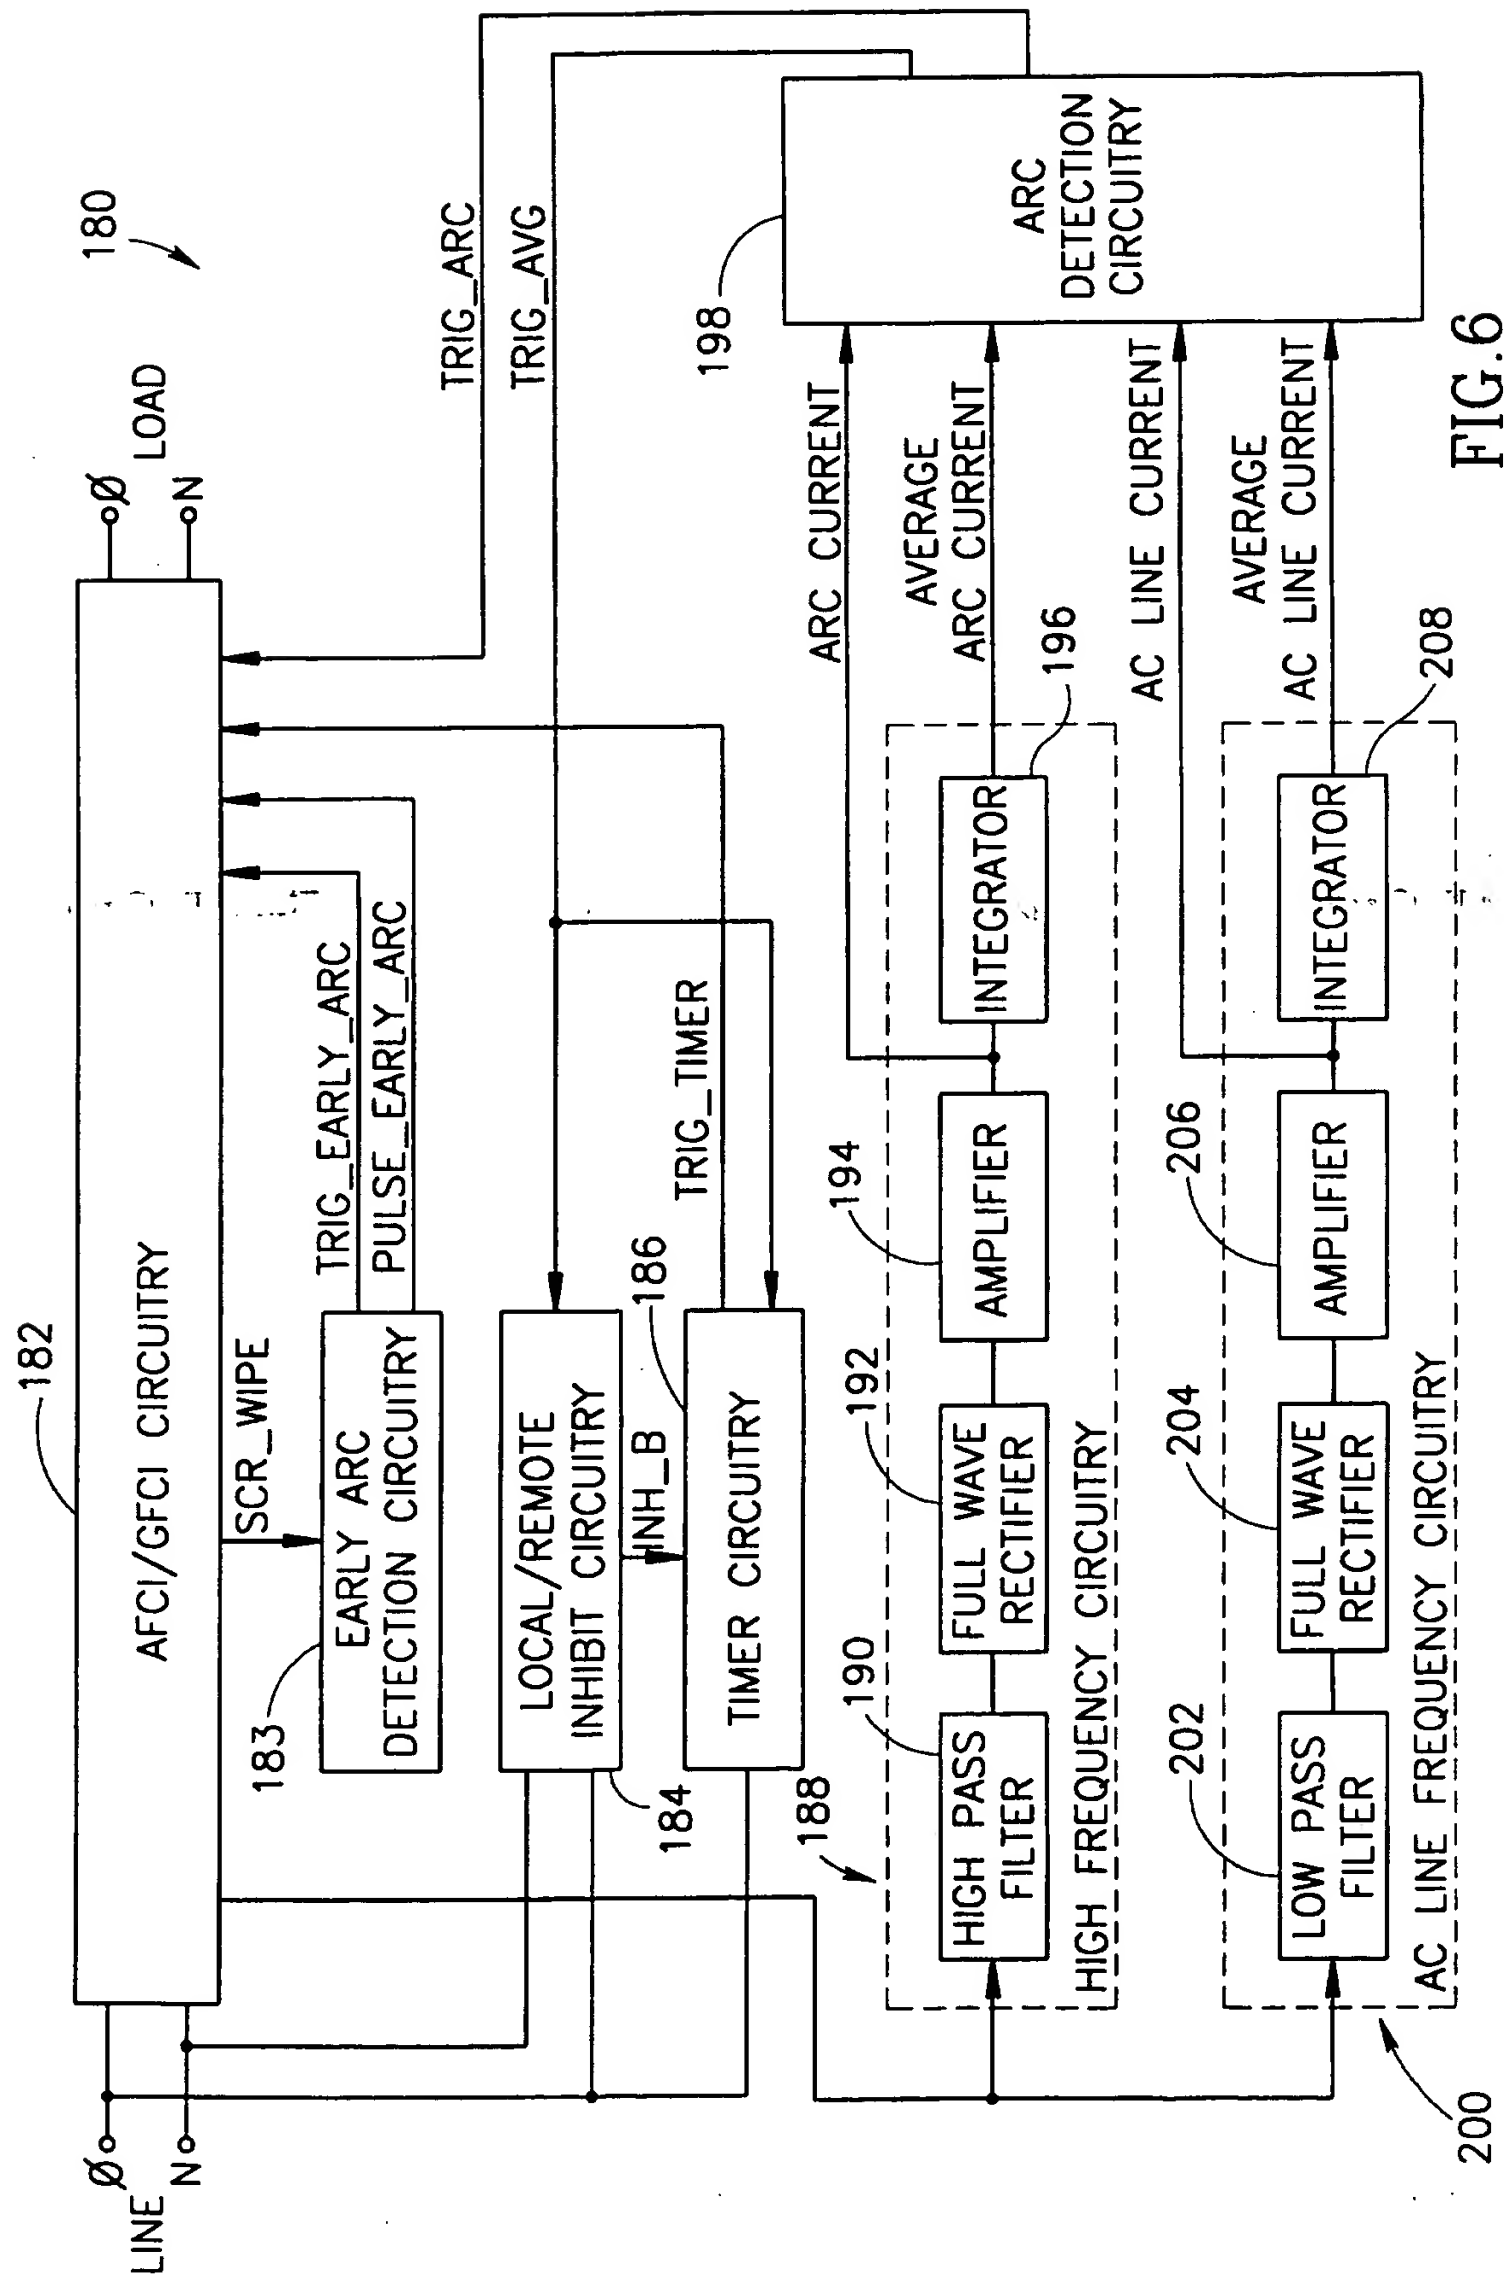 180
182
AFCI/GFCI CIRCUITRY
LINE
Ø
N
LOAD
Ø
N
SCR_WIPE
183
EARLY ARC
DETECTION CIRCUITRY
TRIG_EARLY_ARC
PULSE_EARLY_ARC
TRIG_ARC
TRIG_AVG
184
LOCAL/REMOTE
INHIBIT CIRCUITRY
INH_B
186
TIMER CIRCUITRY
TRIG_TIMER
188
190
HIGH PASS
FILTER
192
FULL WAVE
RECTIFIER
194
AMPLIFIER
INTEGRATOR
196
HIGH FREQUENCY CIRCUITRY
ARC CURRENT
AVERAGE
ARC CURRENT
198
ARC
DETECTION
CIRCUITRY
AC LINE CURRENT
AVERAGE
AC LINE CURRENT
200
202
LOW PASS
FILTER
204
FULL WAVE
RECTIFIER
206
AMPLIFIER
INTEGRATOR
208
AC LINE FREQUENCY CIRCUITRY
FIG.6